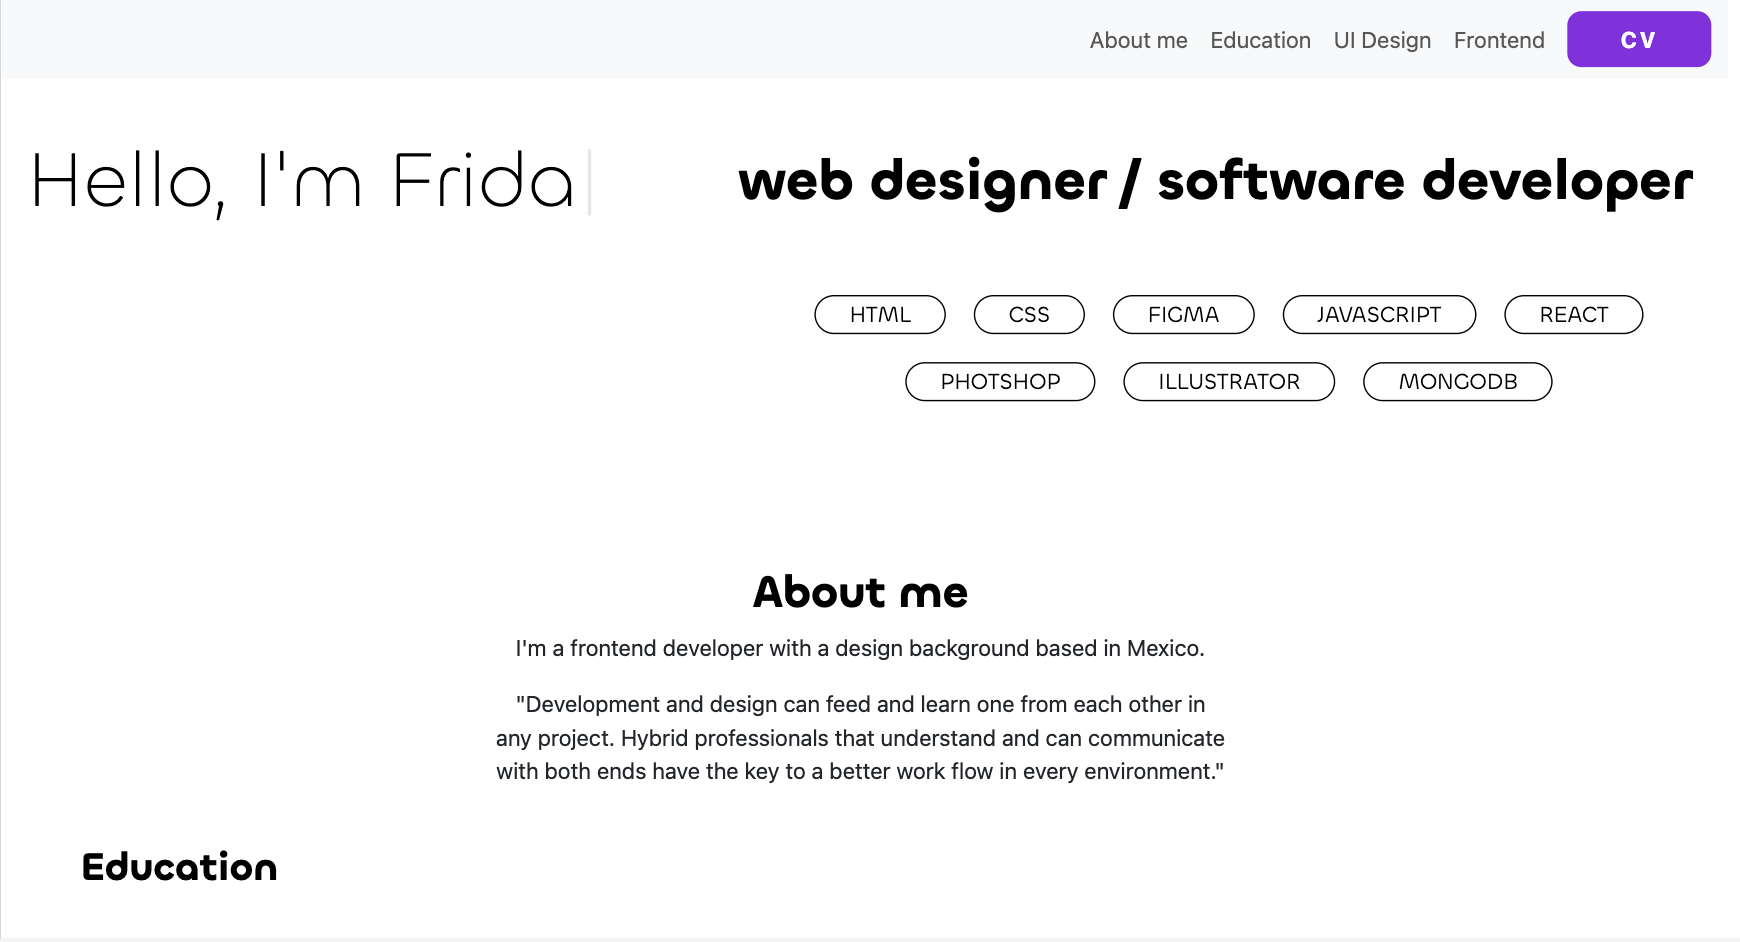 About me Education UI Design Frontend CV
Hello, I'm Frida
web designer / software developer
HTML CSS FIGMA JAVASCRIPT REACT
PHOTSHOP ILLUSTRATOR MONGODB
About me
I'm a frontend developer with a design background based in Mexico.
"Development and design can feed and learn one from each other in
any project. Hybrid professionals that understand and can communicate
with both ends have the key to a better work flow in every environment."
Education